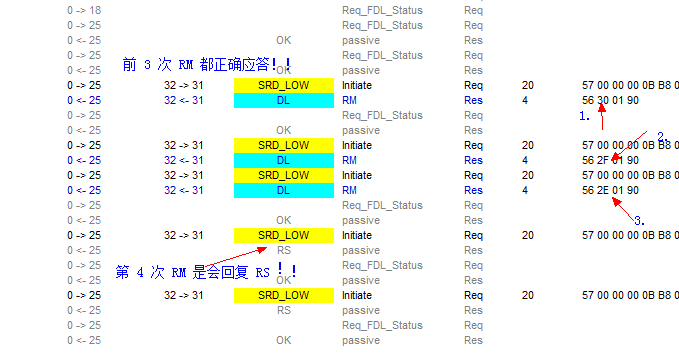 0 -> 18 Req_FDL_Status Req
0 -> 25 Req_FDL_Status Req
0 <- 25 OK passive Res
0 -> 25 Req_FDL_Status Req
前 3 次 RM 都正确应答！！
0 <- 25 OK passive Res
0 -> 25 32 -> 31 SRD_LOW Initiate Req 20 57 00 00 00 0B B8 0
0 <- 25 32 <- 31 DL RM Res 4 56 30 01 90
0 -> 25 Req_FDL_Status Req 1.
0 <- 25 OK passive Res 2.
0 -> 25 32 -> 31 SRD_LOW Initiate Req 20 57 00 00 00 0B B8 0
0 <- 25 32 <- 31 DL RM Res 4 56 2F 01 90
0 -> 25 32 -> 31 SRD_LOW Initiate Req 20 57 00 00 00 0B B8 0
0 <- 25 32 <- 31 DL RM Res 4 56 2E 01 90
0 -> 25 Req_FDL_Status Req
0 <- 25 OK passive Res 3.
0 -> 25 32 -> 31 SRD_LOW Initiate Req 20 57 00 00 00 0B B8 0
0 <- 25 RS passive Res
0 -> 25 Req_FDL_Status Req
第 4 次 RM 是会回复 RS ！！
0 <- 25 OK passive Res
0 -> 25 32 -> 31 SRD_LOW Initiate Req 20 57 00 00 00 0B B8 0
0 <- 25 RS passive Res
0 -> 25 Req_FDL_Status Req
0 <- 25 OK passive Res